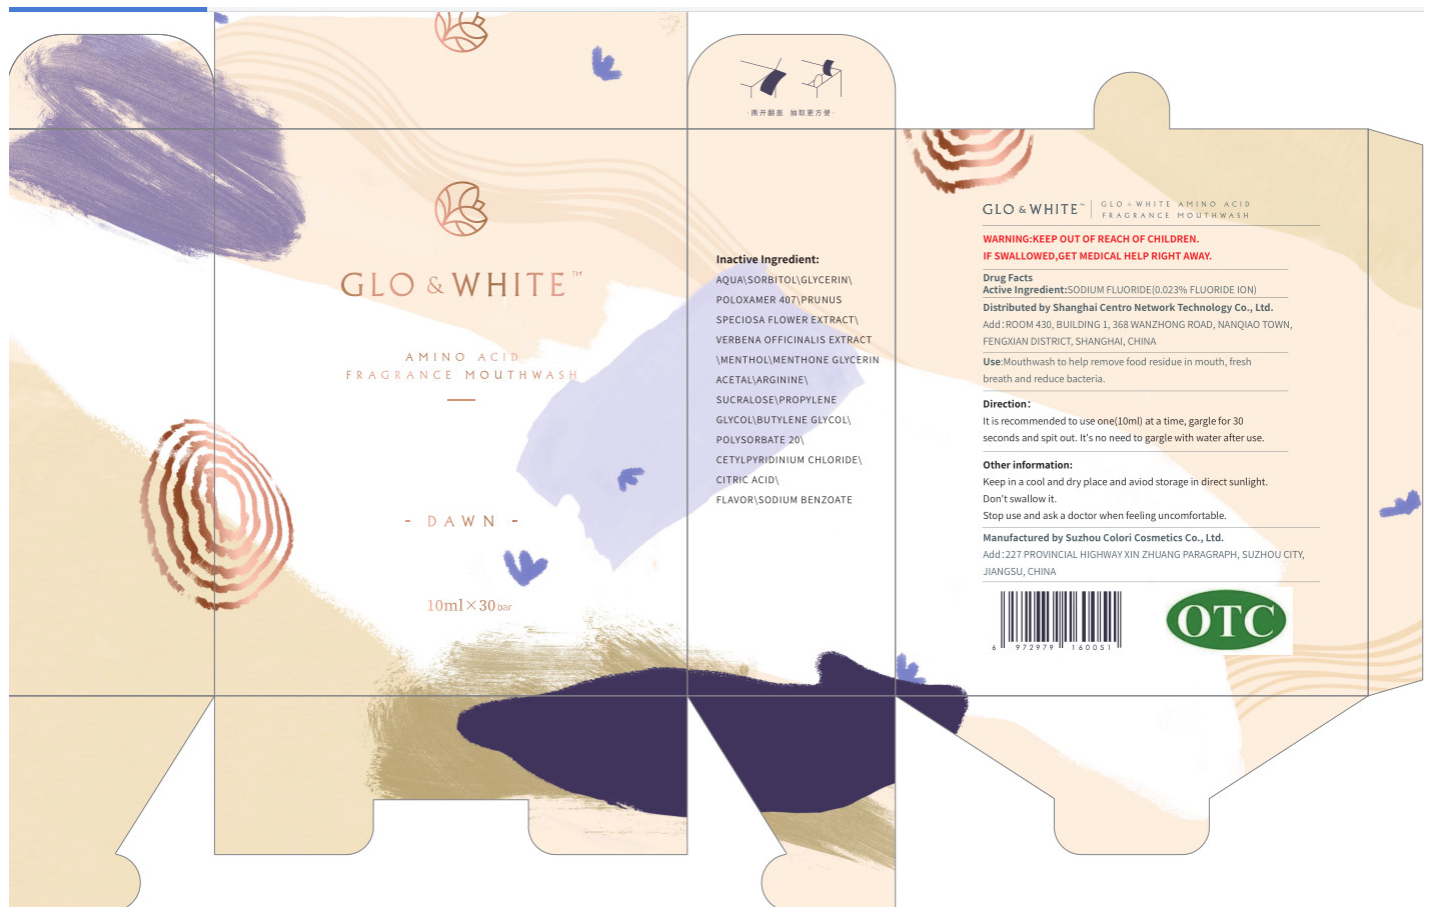 ·撕开翻盖 抽取更方便·
GLO & WHITE™
AMINO ACID
FRAGRANCE MOUTHWASH
- DAWN -
10ml×30bar
Inactive Ingredient:
AQUA\SORBITOL\GLYCERIN\
POLOXAMER 407\PRUNUS
SPECIOSA FLOWER EXTRACT\
VERBENA OFFICINALIS EXTRACT
\MENTHOL\MENTHONE GLYCERIN
ACETAL\ARGININE\
SUCRALOSE\PROPYLENE
GLYCOL\BUTYLENE GLYCOL\
POLYSORBATE 20\
CETYLPYRIDINIUM CHLORIDE\
CITRIC ACID\
FLAVOR\SODIUM BENZOATE
GLO & WHITE™ | GLO & WHITE AMINO ACID
FRAGRANCE MOUTHWASH
WARNING:KEEP OUT OF REACH OF CHILDREN.
IF SWALLOWED,GET MEDICAL HELP RIGHT AWAY.
Drug Facts
Active Ingredient:SODIUM FLUORIDE(0.023% FLUORIDE ION)
Distributed by Shanghai Centro Network Technology Co., Ltd.
Add:ROOM 430, BUILDING 1, 368 WANZHONG ROAD, NANQIAO TOWN,
FENGXIAN DISTRICT, SHANGHAI, CHINA
Use:Mouthwash to help remove food residue in mouth, fresh
breath and reduce bacteria.
Direction:
It is recommended to use one(10ml) at a time, gargle for 30
seconds and spit out. It's no need to gargle with water after use.
Other information:
Keep in a cool and dry place and aviod storage in direct sunlight.
Don't swallow it.
Stop use and ask a doctor when feeling uncomfortable.
Manufactured by Suzhou Colori Cosmetics Co., Ltd.
Add:227 PROVINCIAL HIGHWAY XIN ZHUANG PARAGRAPH, SUZHOU CITY,
JIANGSU, CHINA
6 972979 160051
OTC